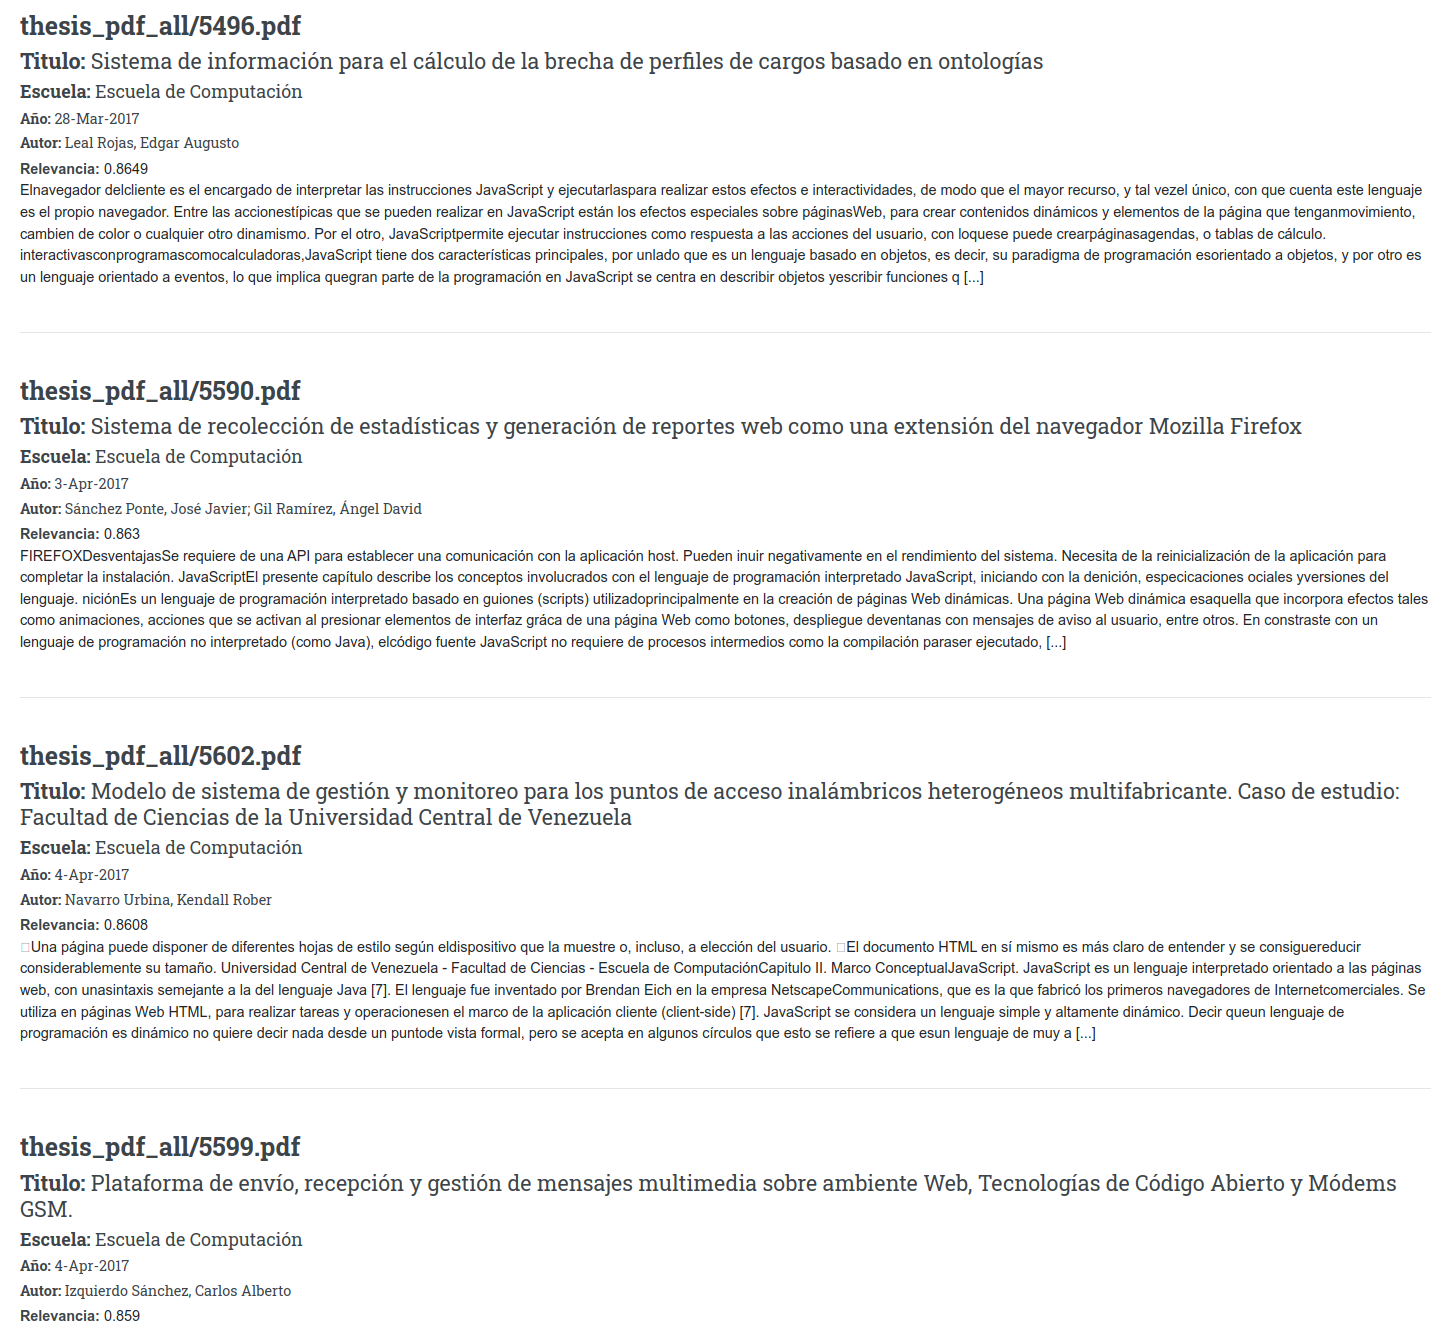 thesis_pdf_all/5496.pdf
Titulo: Sistema de información para el cálculo de la brecha de perfiles de cargos basado en ontologías
Escuela: Escuela de Computación
Año: 28-Mar-2017
Autor: Leal Rojas, Edgar Augusto
Relevancia: 0.8649
Elnavegador delcliente es el encargado de interpretar las instrucciones JavaScript y ejecutarlaspara realizar estos efectos e interactividades, de modo que el mayor recurso, y tal vezel único, con que cuenta este lenguaje
es el propio navegador. Entre las accionestípicas que se pueden realizar en JavaScript están los efectos especiales sobre páginasWeb, para crear contenidos dinámicos y elementos de la página que tenganmovimiento,
cambien de color o cualquier otro dinamismo. Por el otro, JavaScriptpermite ejecutar instrucciones como respuesta a las acciones del usuario, con loquese puede crearpáginasagendas, o tablas de cálculo.
interactivasconprogramascomocalculadoras,JavaScript tiene dos características principales, por unlado que es un lenguaje basado en objetos, es decir, su paradigma de programación esorientado a objetos, y por otro es
un lenguaje orientado a eventos, lo que implica quegran parte de la programación en JavaScript se centra en describir objetos yescribir funciones q [...]
thesis_pdf_all/5590.pdf
Titulo: Sistema de recolección de estadísticas y generación de reportes web como una extensión del navegador Mozilla Firefox
Escuela: Escuela de Computación
Año: 3-Apr-2017
Autor: Sánchez Ponte, José Javier; Gil Ramírez, Ángel David
Relevancia: 0.863
FIREFOXDesventajasSe requiere de una API para establecer una comunicación con la aplicación host. Pueden inuir negativamente en el rendimiento del sistema. Necesita de la reinicialización de la aplicación para
completar la instalación. JavaScriptEl presente capítulo describe los conceptos involucrados con el lenguaje de programación interpretado JavaScript, iniciando con la denición, especicaciones ociales yversiones del
lenguaje. niciónEs un lenguaje de programación interpretado basado en guiones (scripts) utilizadoprincipalmente en la creación de páginas Web dinámicas. Una página Web dinámica esaquella que incorpora efectos tales
como animaciones, acciones que se activan al presionar elementos de interfaz gráca de una página Web como botones, despliegue deventanas con mensajes de aviso al usuario, entre otros. En constraste con un
lenguaje de programación no interpretado (como Java), elcódigo fuente JavaScript no requiere de procesos intermedios como la compilación paraser ejecutado, [...]
thesis_pdf_all/5602.pdf
Titulo: Modelo de sistema de gestión y monitoreo para los puntos de acceso inalámbricos heterogéneos multifabricante. Caso de estudio:
Facultad de Ciencias de la Universidad Central de Venezuela
Escuela: Escuela de Computación
Año: 4-Apr-2017
Autor: Navarro Urbina, Kendall Rober
Relevancia: 0.8608
Una página puede disponer de diferentes hojas de estilo según eldispositivo que la muestre o, incluso, a elección del usuario. El documento HTML en sí mismo es más claro de entender y se consiguereducir
considerablemente su tamaño. Universidad Central de Venezuela - Facultad de Ciencias - Escuela de ComputaciónCapitulo II. Marco ConceptualJavaScript. JavaScript es un lenguaje interpretado orientado a las páginas
web, con unasintaxis semejante a la del lenguaje Java [7]. El lenguaje fue inventado por Brendan Eich en la empresa NetscapeCommunications, que es la que fabricó los primeros navegadores de Internetcomerciales. Se
utiliza en páginas Web HTML, para realizar tareas y operacionesen el marco de la aplicación cliente (client-side) [7]. JavaScript se considera un lenguaje simple y altamente dinámico. Decir queun lenguaje de
programación es dinámico no quiere decir nada desde un puntode vista formal, pero se acepta en algunos círculos que esto se refiere a que esun lenguaje de muy a [...]
thesis_pdf_all/5599.pdf
Titulo: Plataforma de envío, recepción y gestión de mensajes multimedia sobre ambiente Web, Tecnologías de Código Abierto y Módems
GSM.
Escuela: Escuela de Computación
Año: 4-Apr-2017
Autor: Izquierdo Sánchez, Carlos Alberto
Relevancia: 0.859